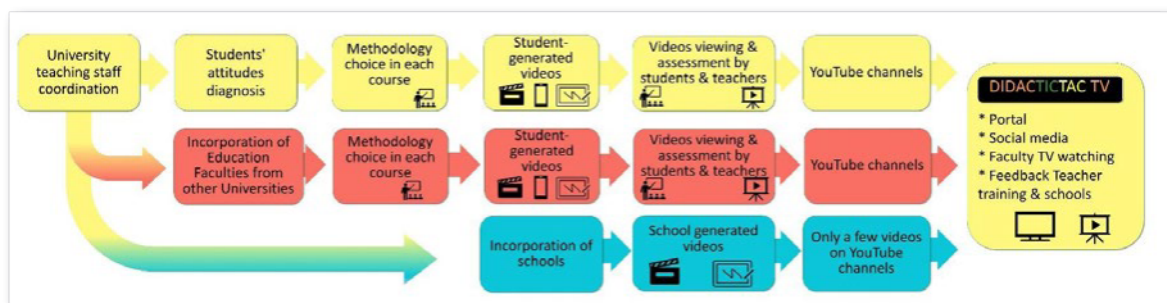 University
teaching staff
coordination
Students'
attitudes
diagnosis
Methodology
choice in each
course
Student-
generated
videos
Videos viewing &
assessment by
students & teachers
YouTube channels
DIDACTICTAC TV
* Portal
* Social media
* Faculty TV watching
* Feedback Teacher
training & schools
Incorporation of
Education
Faculties from
other Universities
Methodology
choice in each
course
Student-
generated
videos
Videos viewing &
assessment by
students & teachers
YouTube channels
Incorporation of
schools
School generated
videos
Only a few videos
on YouTube
channels